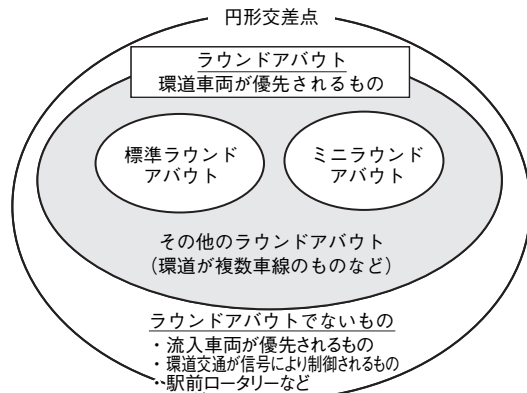 円形交差点
ラウンドアバウト
環道車両が優先されるもの
標準ラウンド
アバウト
ミニラウンド
アバウト
その他のラウンドアバウト
（環道が複数車線のものなど）
ラウンドアバウトでないもの
・流入車両が優先されるもの
・環道交通が信号により制御されるもの
・駅前ロータリーなど